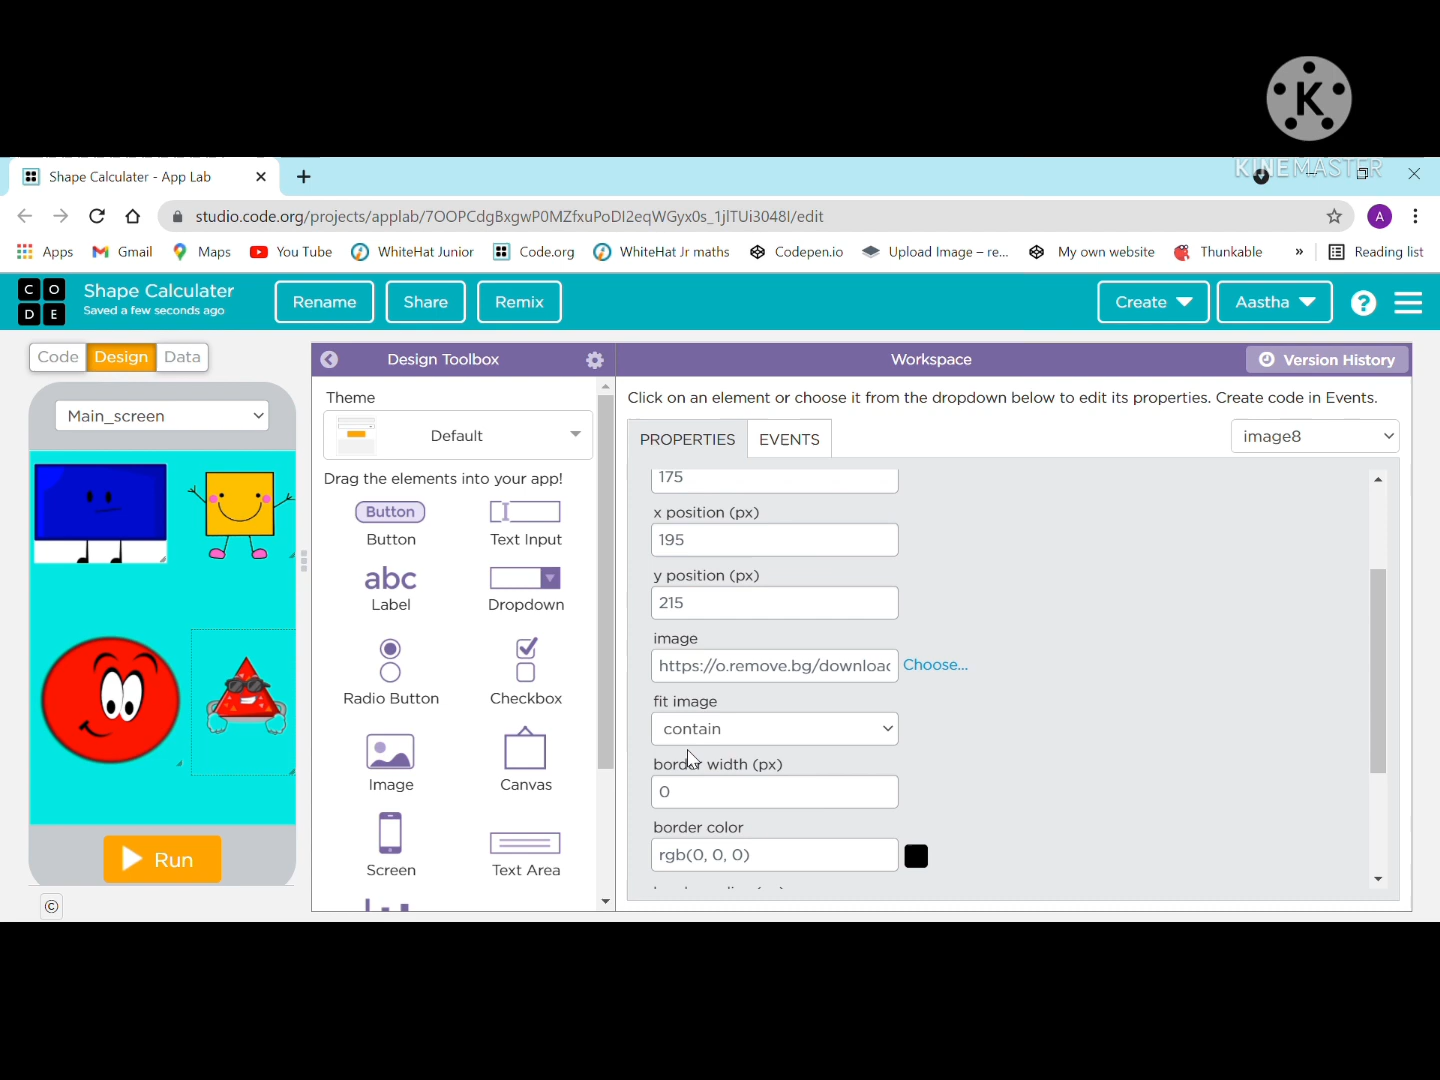 K
KINEMASTER
Shape Calculater - App Lab
studio.code.org/projects/applab/7OOPCdgBxgwP0MZfxuPoDI2eqWGyx0s_1jlTUi3048I/edit
A
Apps
Gmail
Maps
You Tube
WhiteHat Junior
Code.org
WhiteHat Jr maths
Codepen.io
Upload Image – re...
My own website
Thunkable
»
Reading list
C O
D E
Shape Calculater
Saved a few seconds ago
Rename
Share
Remix
Create
Aastha
?
Code
Design
Data
Design Toolbox
Workspace
Version History
Main_screen
Theme
Default
Drag the elements into your app!
Button
Button
Text Input
abc
Label
Dropdown
Radio Button
Checkbox
Image
Canvas
Screen
Text Area
Run
©
Click on an element or choose it from the dropdown below to edit its properties. Create code in Events.
PROPERTIES
EVENTS
image8
175
x position (px)
195
y position (px)
215
image
https://o.remove.bg/download
Choose...
fit image
contain
border width (px)
0
border color
rgb(0, 0, 0)